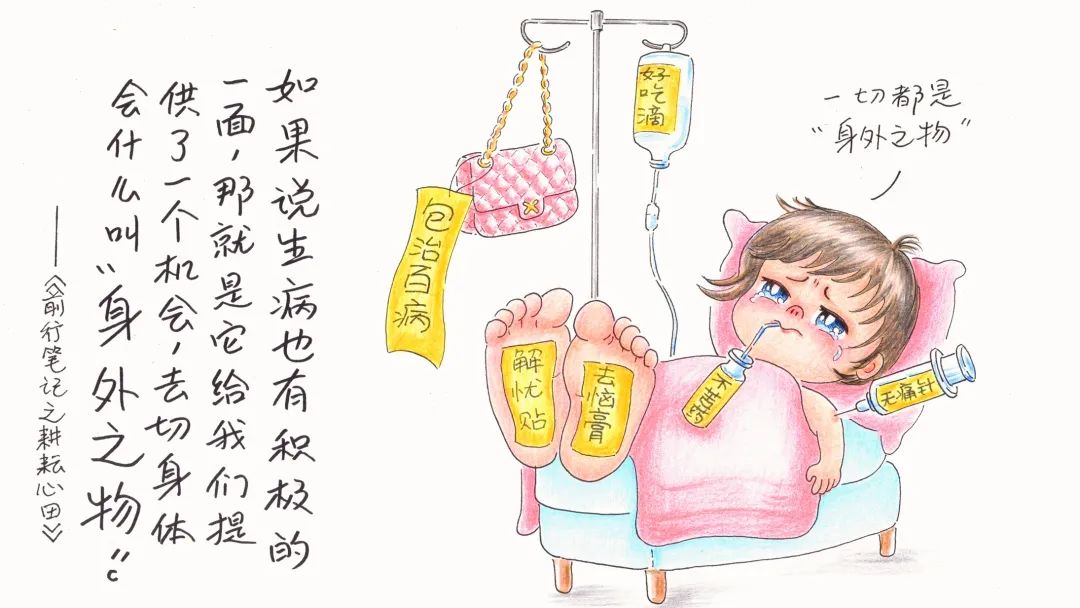 如果说生病也有积极的
一面，那就是它给我们提
供了一个机会，去切身体
会什么叫“身外之物”。
——《前行笔记之耕耘心田》
包治百病
好吃滴
一切都是
“身外之物”
解忧贴
去恼膏
不苦药
无痛针